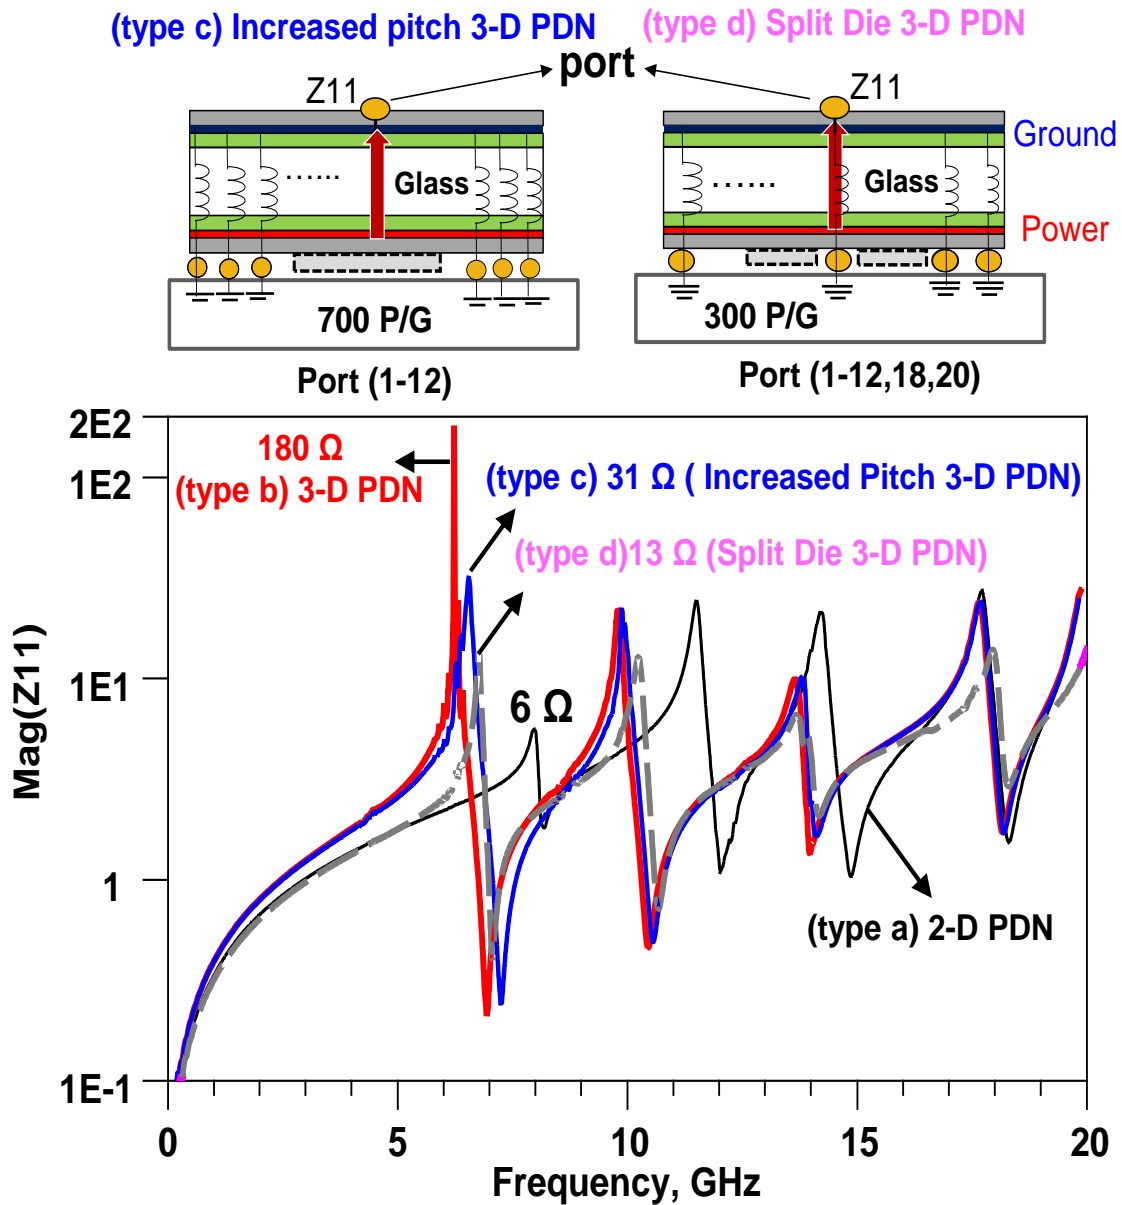 (type c) Increased pitch 3-D PDN
(type d) Split Die 3-D PDN
port
Z11
Z11
Ground
......
Glass
......
Glass
Power
700 P/G
300 P/G
Port (1-12)
Port (1-12,18,20)
2E2
1E2
1E1
1
1E-1
Mag(Z11)
180 Ω
(type b) 3-D PDN
(type c) 31 Ω ( Increased Pitch 3-D PDN)
(type d)13 Ω (Split Die 3-D PDN)
6 Ω
(type a) 2-D PDN
0
5
10
15
20
Frequency, GHz